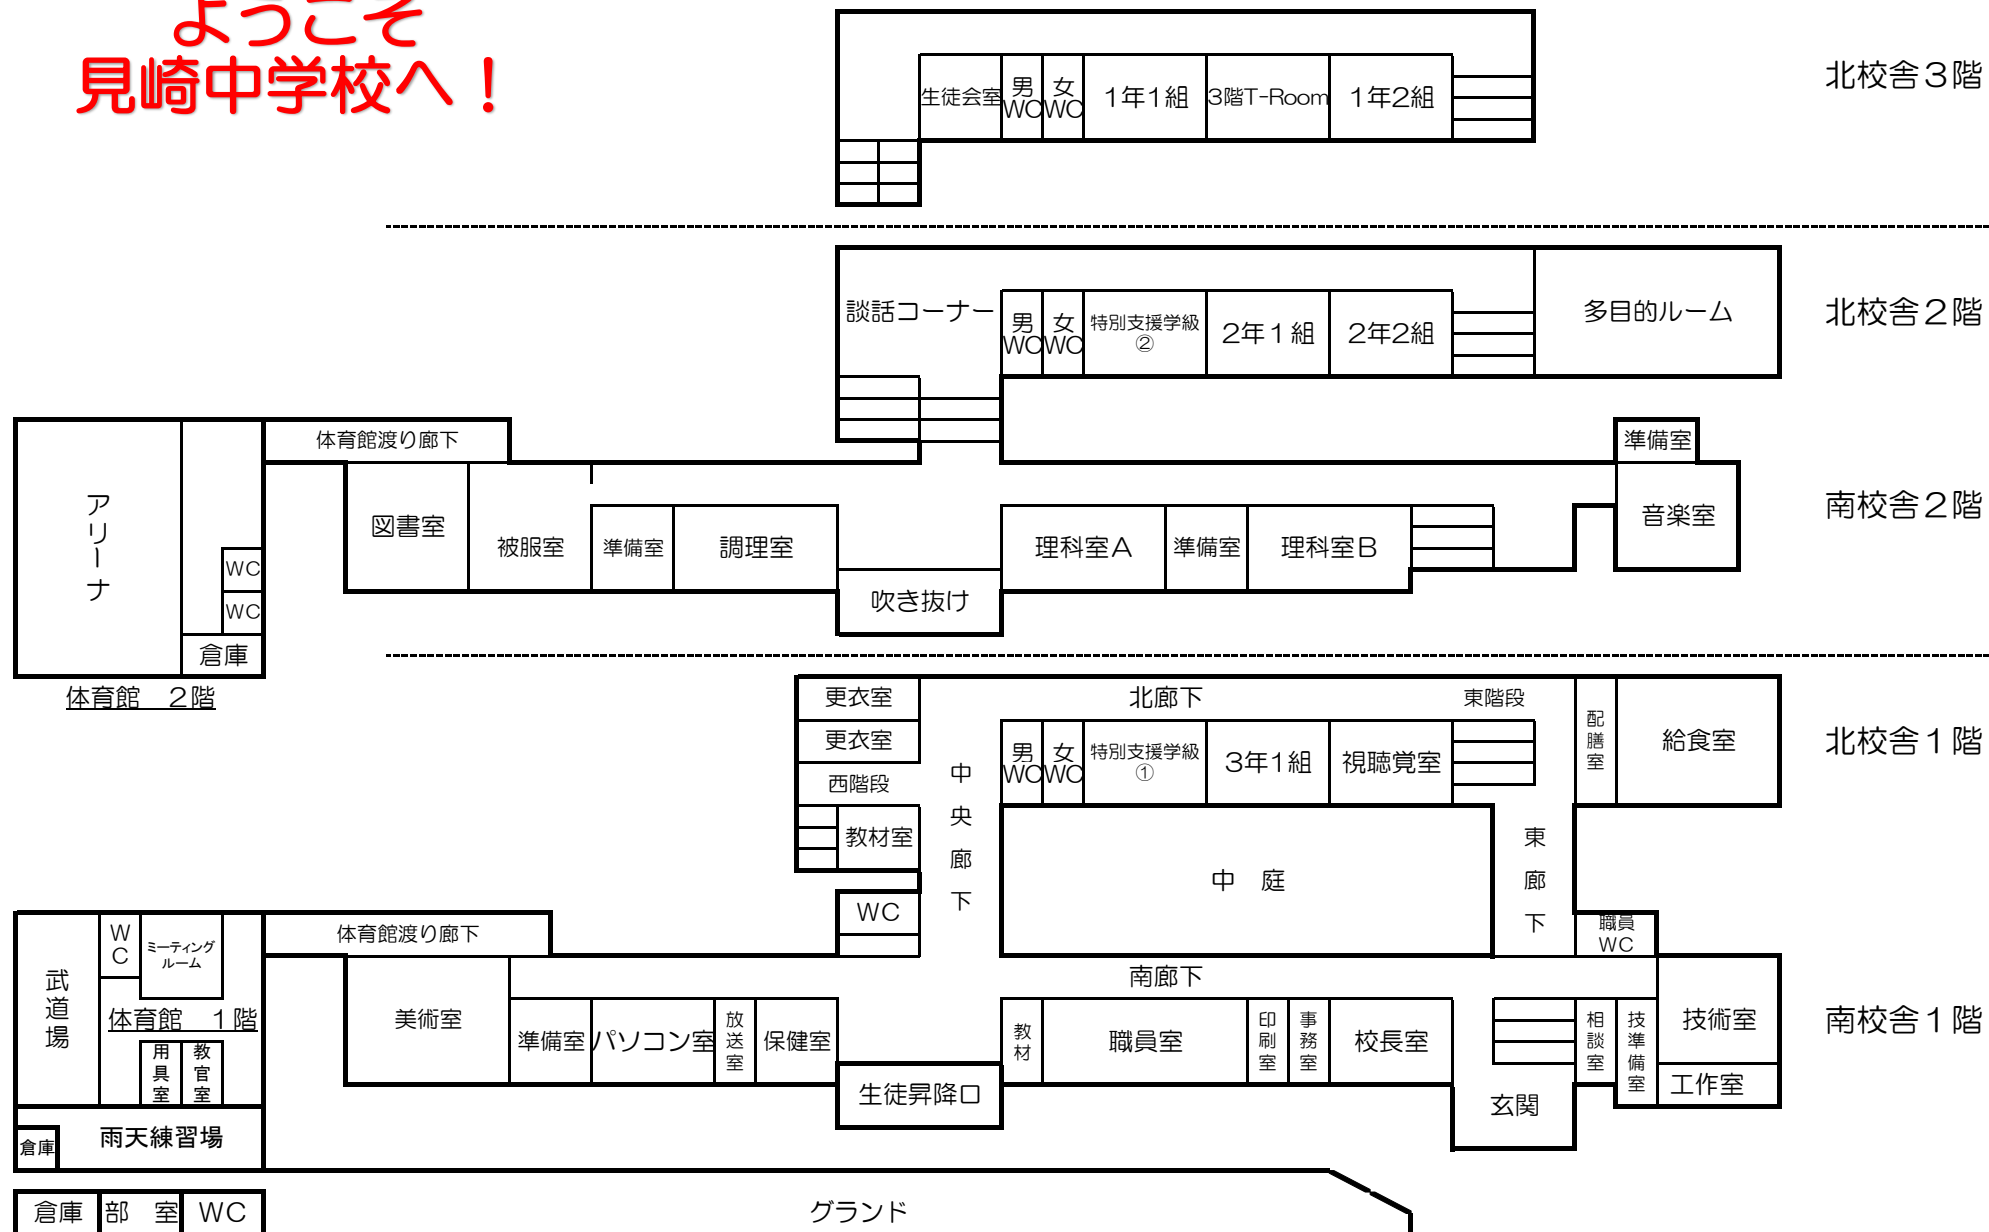 ようこそ
見崎中学校へ！
北校舎３階
生徒会室
男
WC
女
WC
1年1組
3階T-Room
1年2組
北校舎２階
談話コーナー
男
WC
女
WC
特別支援学級
②
2年１組
2年2組
多目的ルーム
南校舎２階
体育館渡り廊下
準備室
アリーナ
図書室
被服室
準備室
調理室
理科室A
準備室
理科室B
音楽室
WC
WC
倉庫
吹き抜け
体育館　２階
北校舎１階
更衣室
更衣室
西階段
教材室
北廊下
東階段
中央廊下
男
WC
女
WC
特別支援学級
①
3年1組
視聴覚室
配膳室
給食室
中　庭
東廊下
WC
職員
WC
南校舎１階
体育館渡り廊下
南廊下
武道場
WC
ミーティング
ルーム
体育館　１階
用具室
教官室
美術室
準備室
パソコン室
放送室
保健室
教材
職員室
印刷室
事務室
校長室
相談室
技準備室
技術室
工作室
生徒昇降口
玄関
倉庫
雨天練習場
倉庫
部　室
WC
グランド